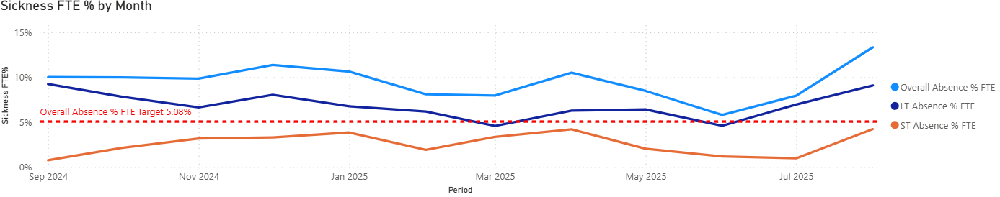 Sickness FTE % by Month
15%
10%
5%
0%
Sickness FTE%
Overall Absence % FTE Target 5.08%
Sep 2024
Nov 2024
Jan 2025
Mar 2025
May 2025
Jul 2025
Period
Overall Absence % FTE
LT Absence % FTE
ST Absence % FTE